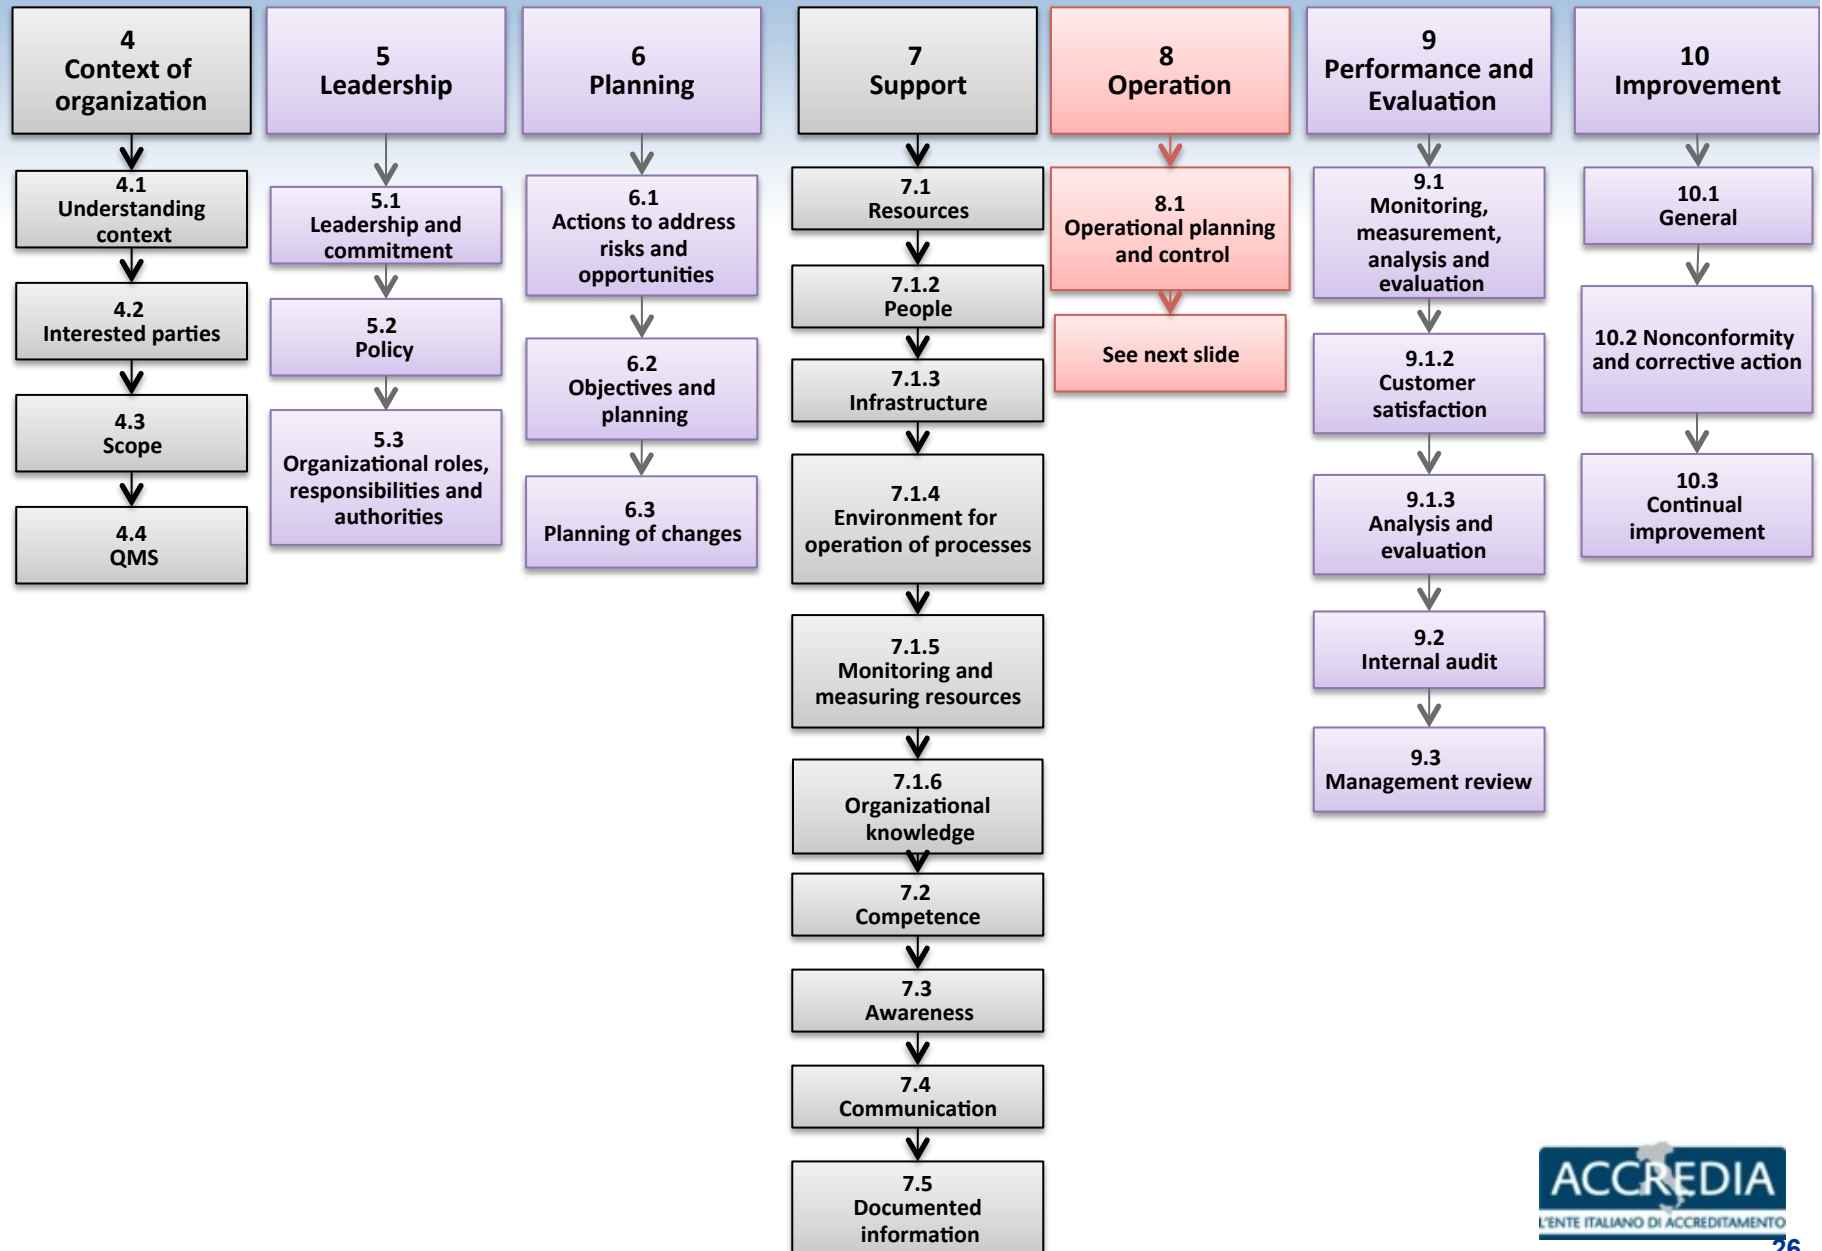 4
Context of
organization
4.1
Understanding
context
4.2
Interested parties
4.3
Scope
4.4
QMS
5
Leadership
5.1
Leadership and
commitment
5.2
Policy
5.3
Organizational roles,
responsibilities and
authorities
6
Planning
6.1
Actions to address
risks and
opportunities
6.2
Objectives and
planning
6.3
Planning of changes
7
Support
7.1
Resources
7.1.2
People
7.1.3
Infrastructure
7.1.4
Environment for
operation of processes
7.1.5
Monitoring and
measuring resources
7.1.6
Organizational
knowledge
7.2
Competence
7.3
Awareness
7.4
Communication
7.5
Documented
information
8
Operation
8.1
Operational planning
and control
See next slide
9
Performance and
Evaluation
9.1
Monitoring,
measurement,
analysis and
evaluation
9.1.2
Customer
satisfaction
9.1.3
Analysis and
evaluation
9.2
Internal audit
9.3
Management review
10
Improvement
10.1
General
10.2 Nonconformity
and corrective action
10.3
Continual
improvement
ACCREDIA
L'ENTE ITALIANO DI ACCREDITAMENTO
26